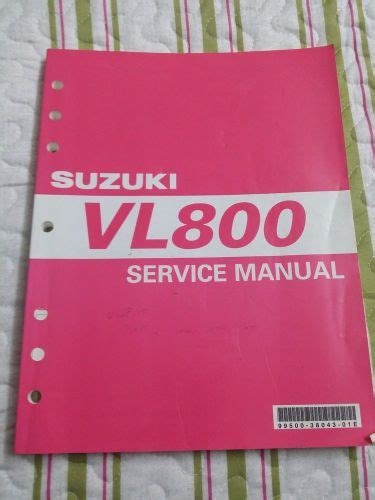 SUZUKI
VL800
SERVICE MANUAL
99500-38043-01E